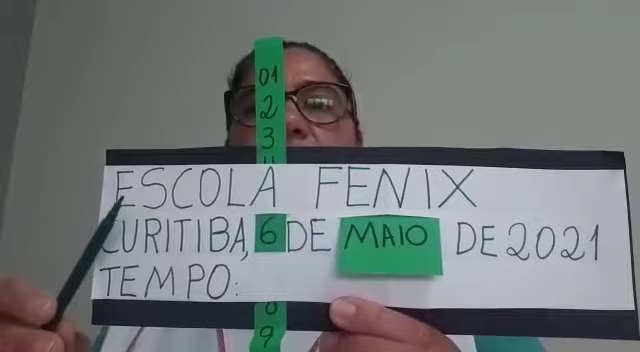 01
2
3
ESCOLA FENIX
CURITIBA, 6 DE MAIO DE 2021
TEMPO:
9